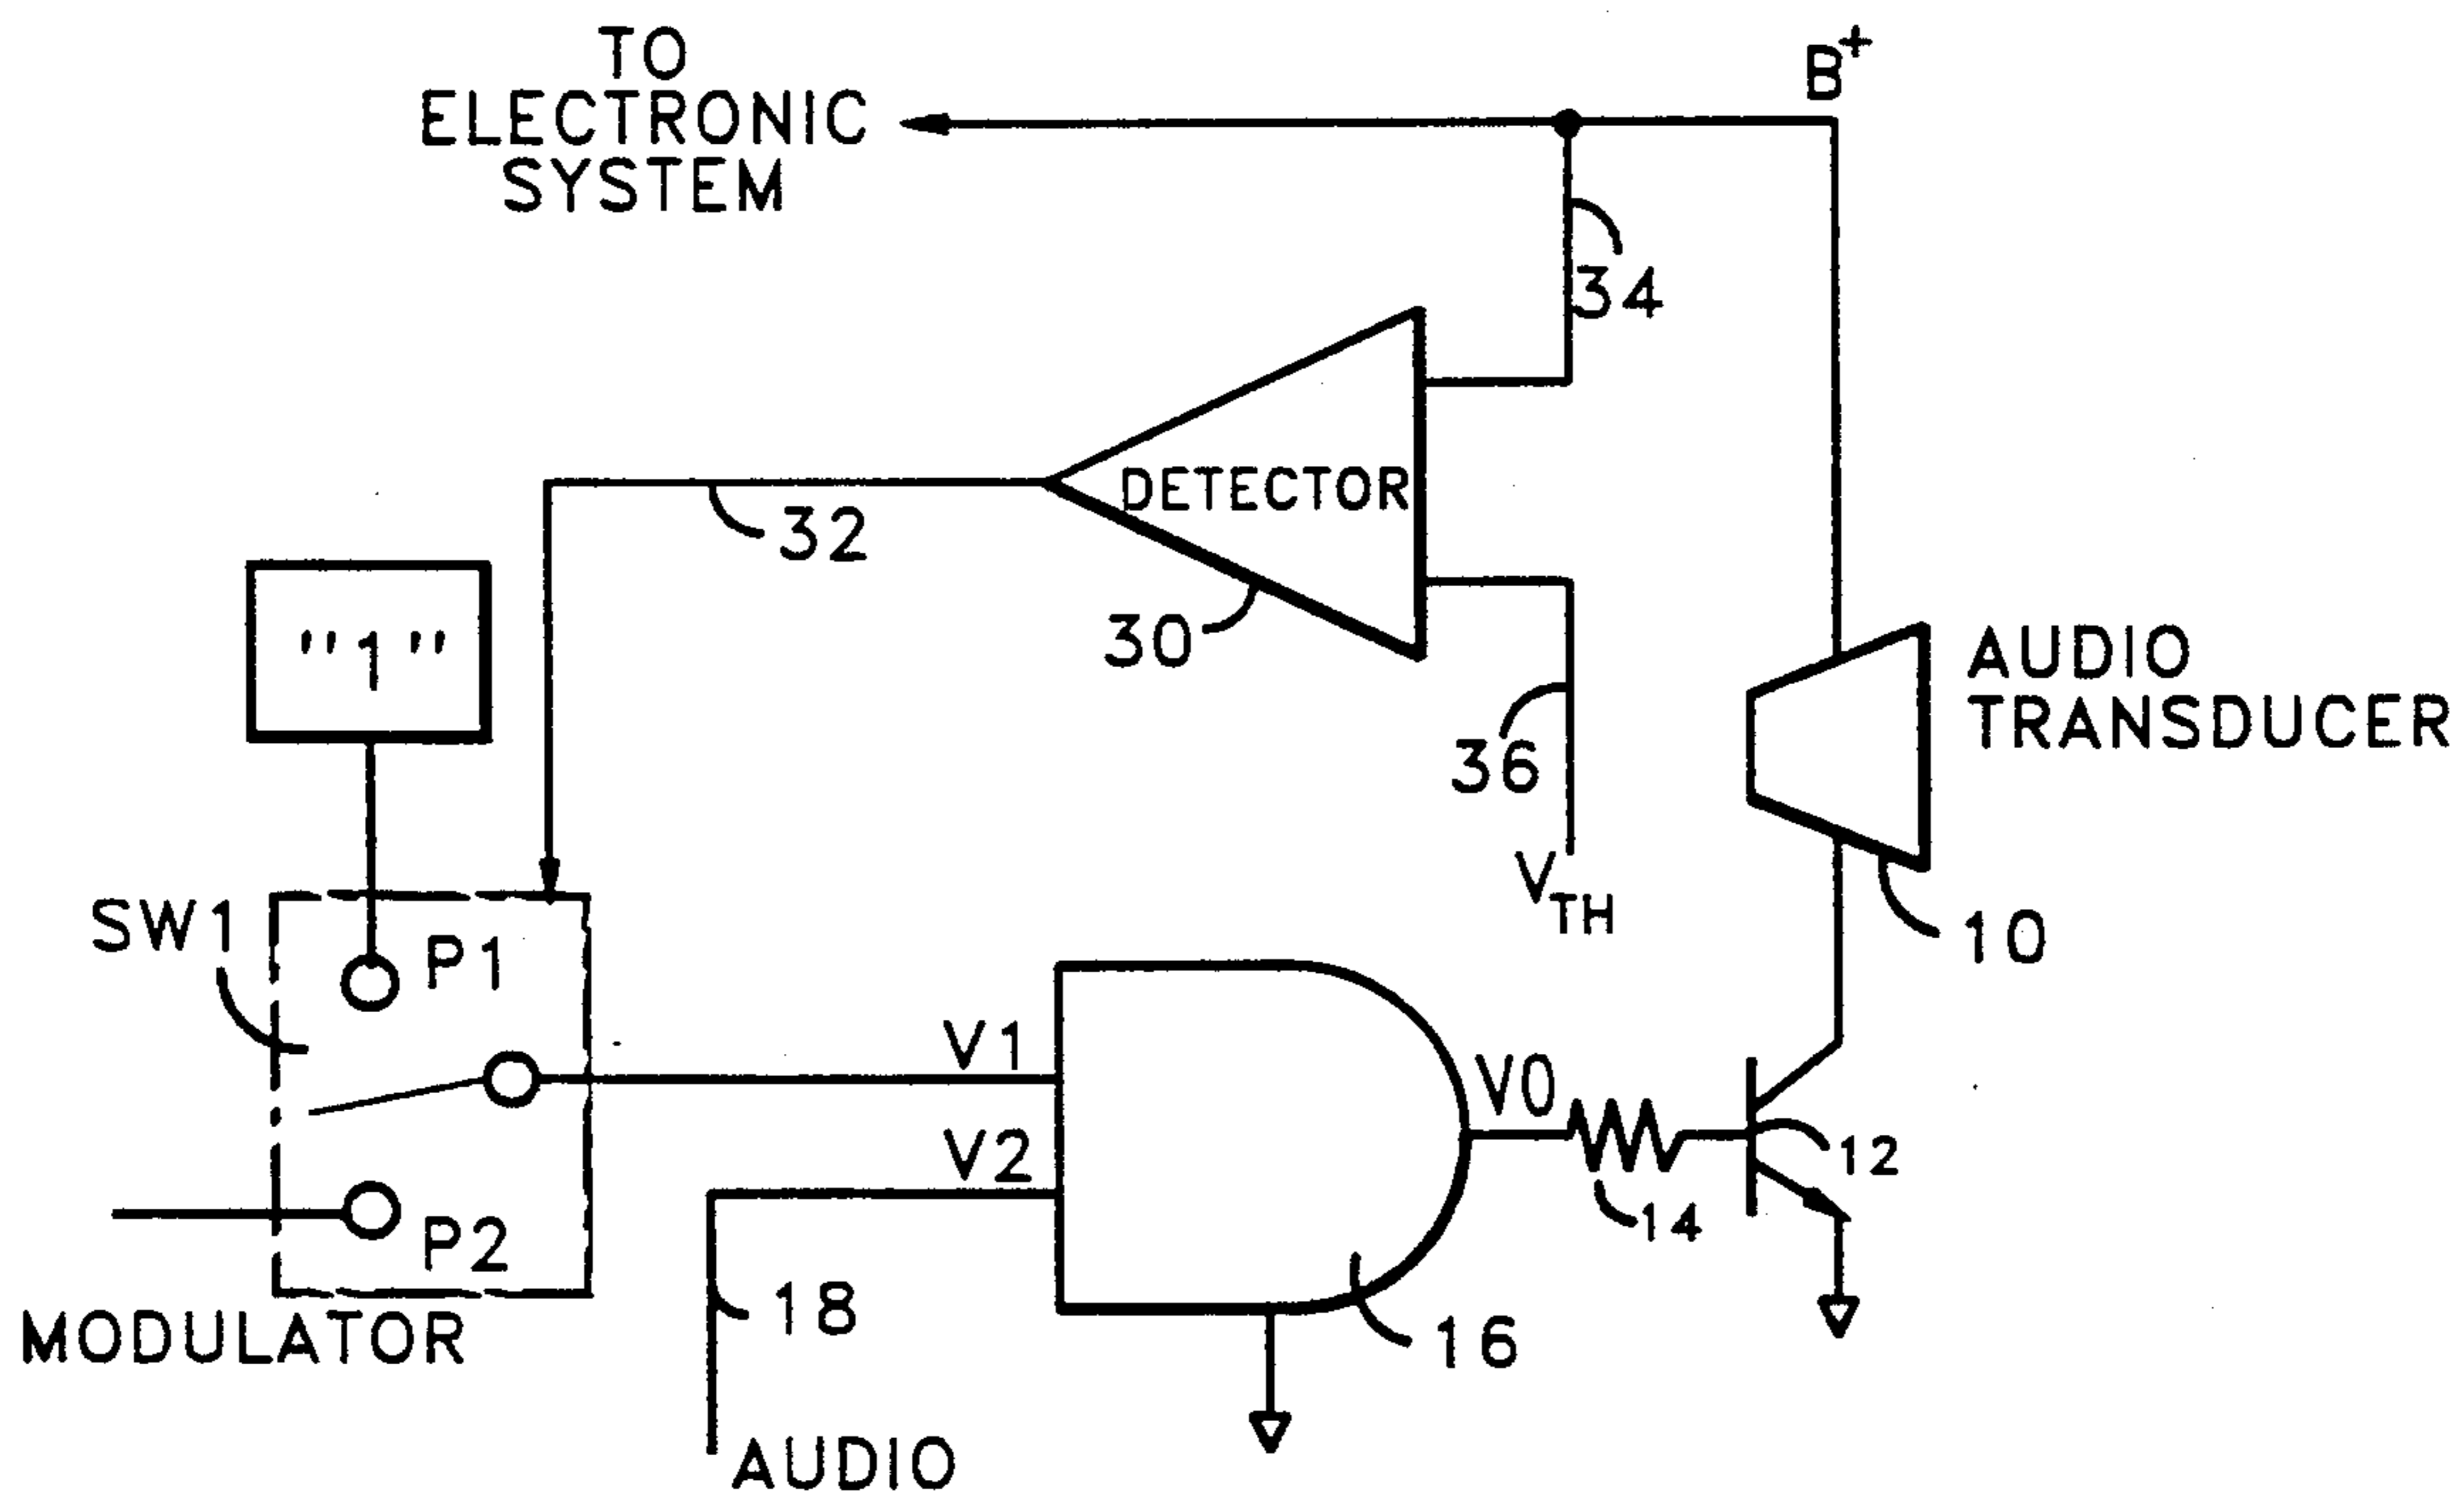 TO
ELECTRONIC
SYSTEM
B+
34
DETECTOR
32
"1"
30
AUDIO
TRANSDUCER
36
VTH
SW1
P1
10
V1
V0
V2
12
14
P2
18
MODULATOR
16
AUDIO